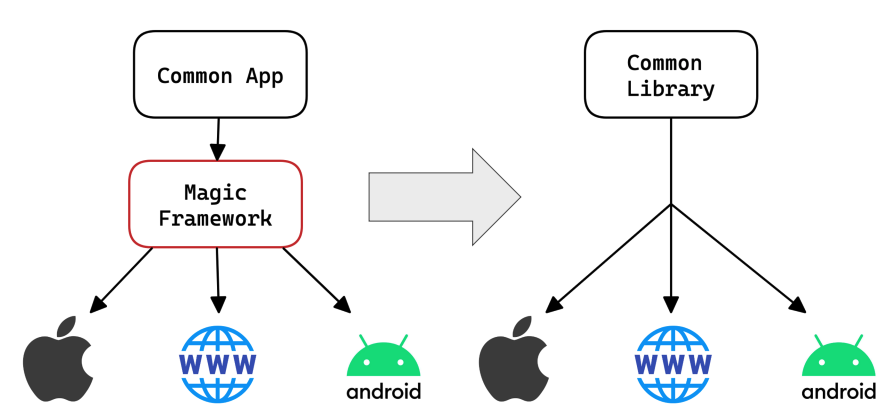 Common App
Common
Library
Magic
Framework
WWW
android
WWW
android